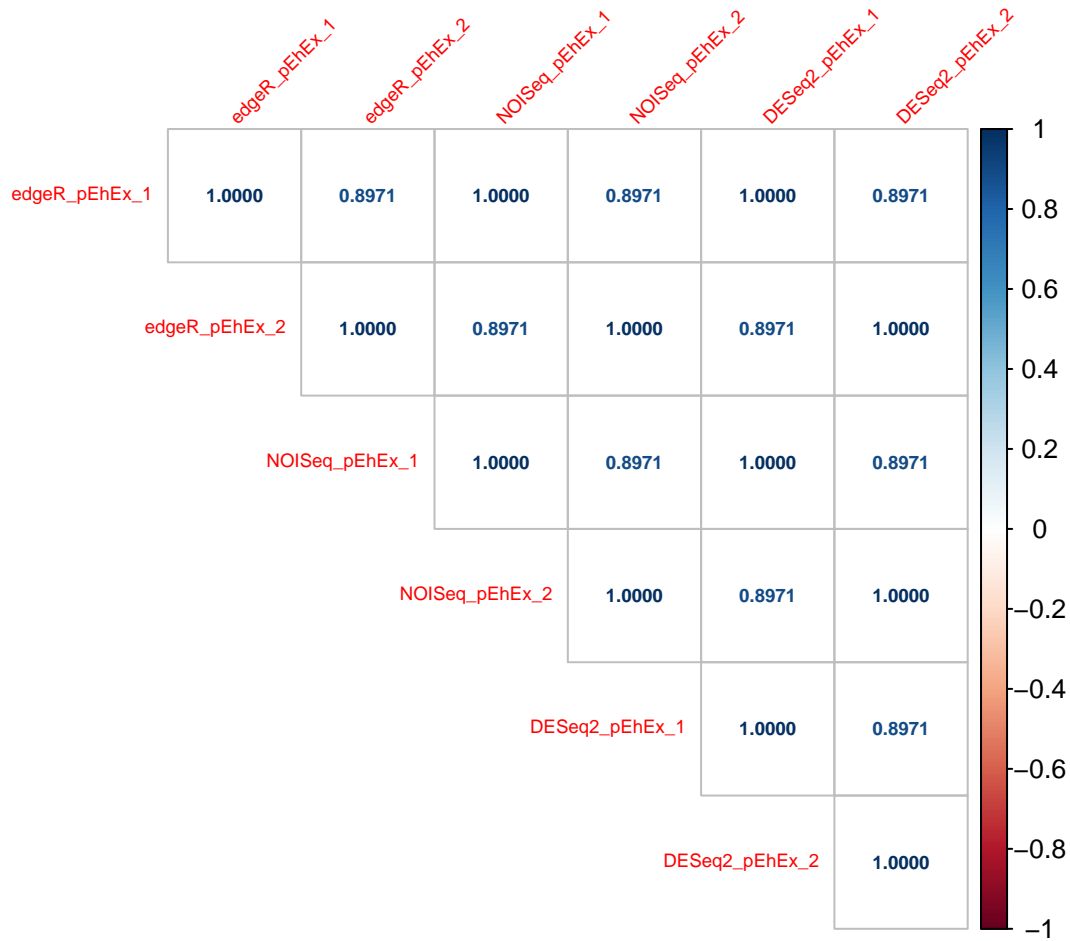 edgeR_pEhEx_1
edgeR_pEhEx_2
NOISeq_pEhEx_1
NOISeq_pEhEx_2
DESeq2_pEhEx_1
DESeq2_pEhEx_2
edgeR_pEhEx_1 1.0000 0.8971 1.0000 0.8971 1.0000 0.8971
edgeR_pEhEx_2 1.0000 0.8971 1.0000 0.8971 1.0000
NOISeq_pEhEx_1 1.0000 0.8971 1.0000 0.8971
NOISeq_pEhEx_2 1.0000 0.8971 1.0000
DESeq2_pEhEx_1 1.0000 0.8971
DESeq2_pEhEx_2 1.0000
1
0.8
0.6
0.4
0.2
0
−0.2
−0.4
−0.6
−0.8
−1